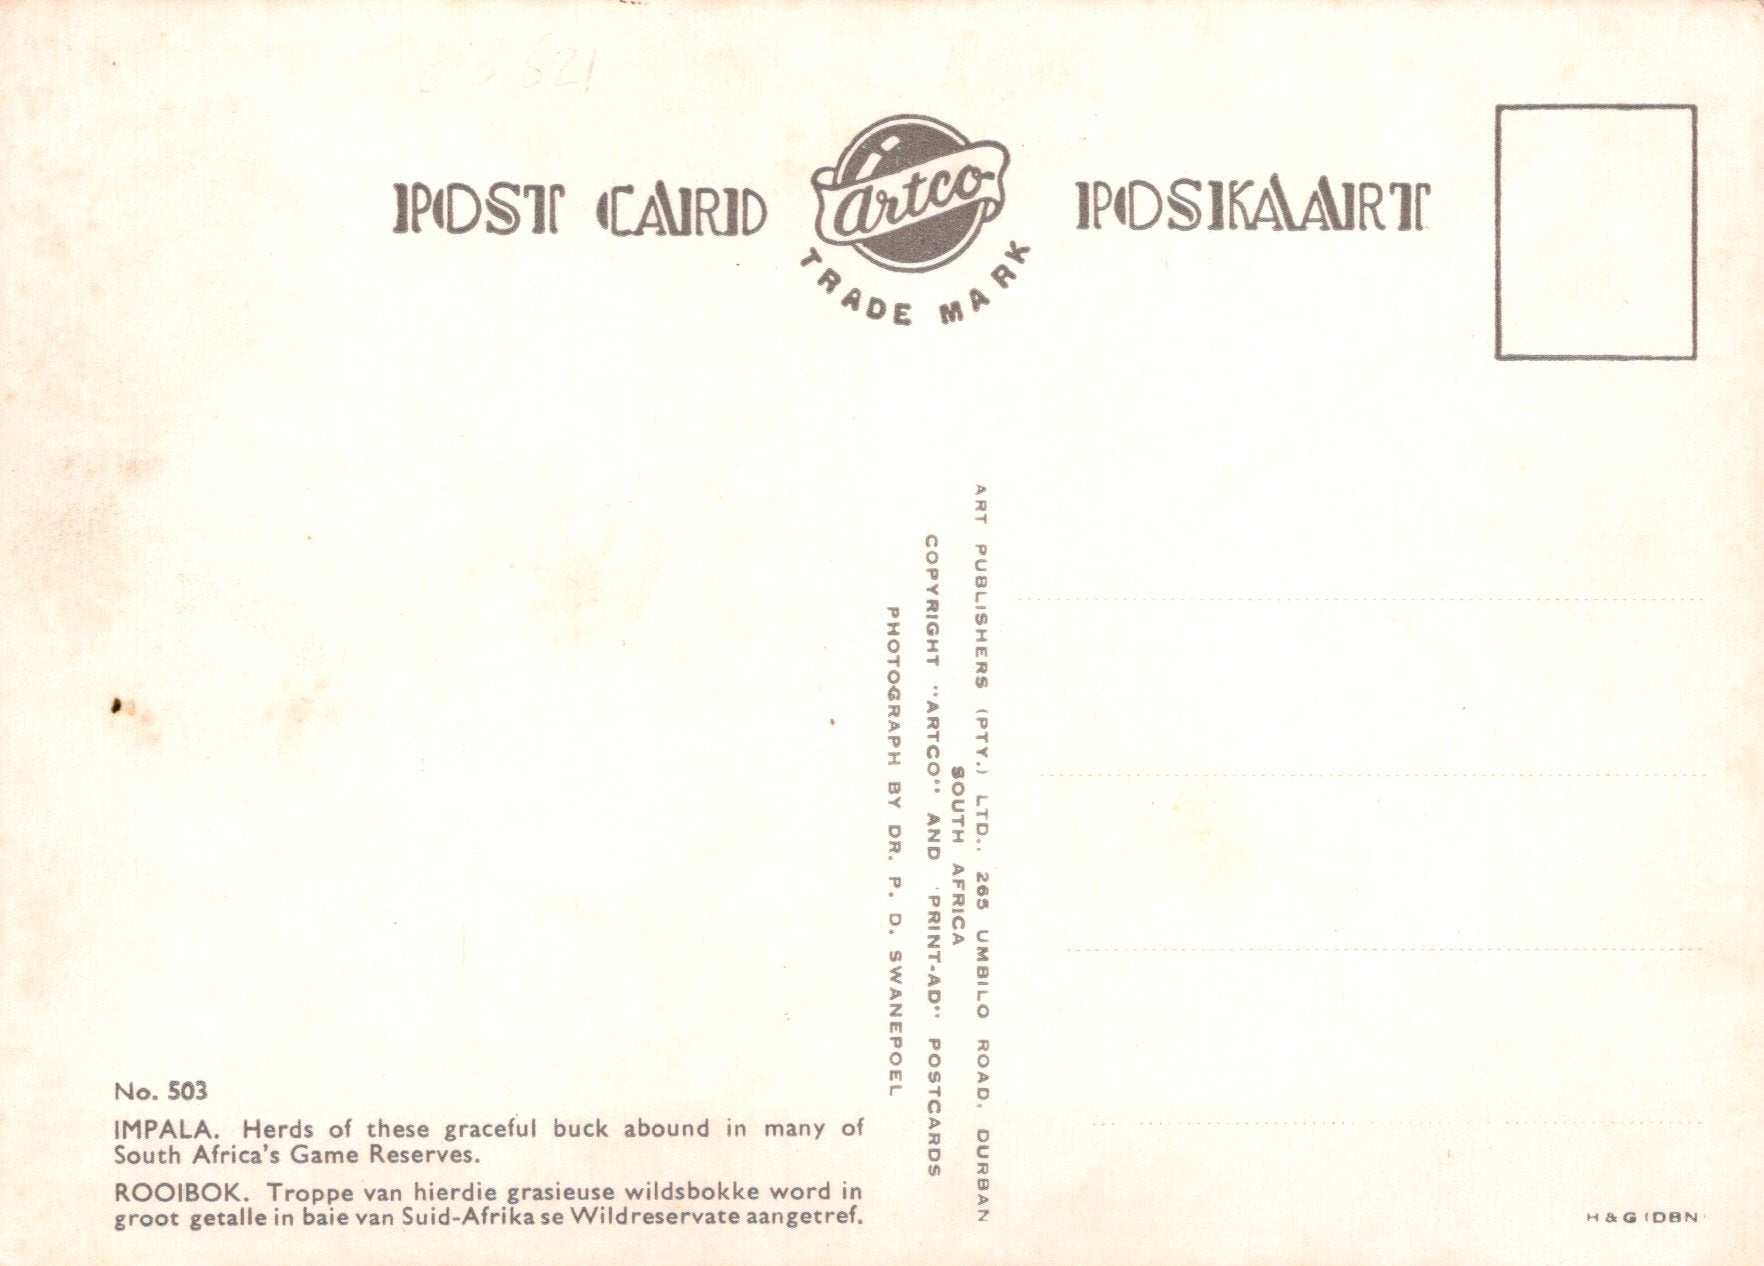 63621
POST CARD
artco
TRADE MARK
POSKAART
ART PUBLISHERS (PTY.) LTD., 265 UMBILO ROAD, DURBAN
SOUTH AFRICA
COPYRIGHT "ARTCO" AND 'PRINT-AD" POSTCARDS
PHOTOGRAPH BY DR. P. D. SWANEPOEL
No. 503
IMPALA. Herds of these graceful buck abound in many of
South Africa's Game Reserves.
ROOIBOK. Troppe van hierdie grasieuse wildsbokke word in
groot getalle in baie van Suid-Afrika se Wildreservate aangetref.
H & G (DBN)